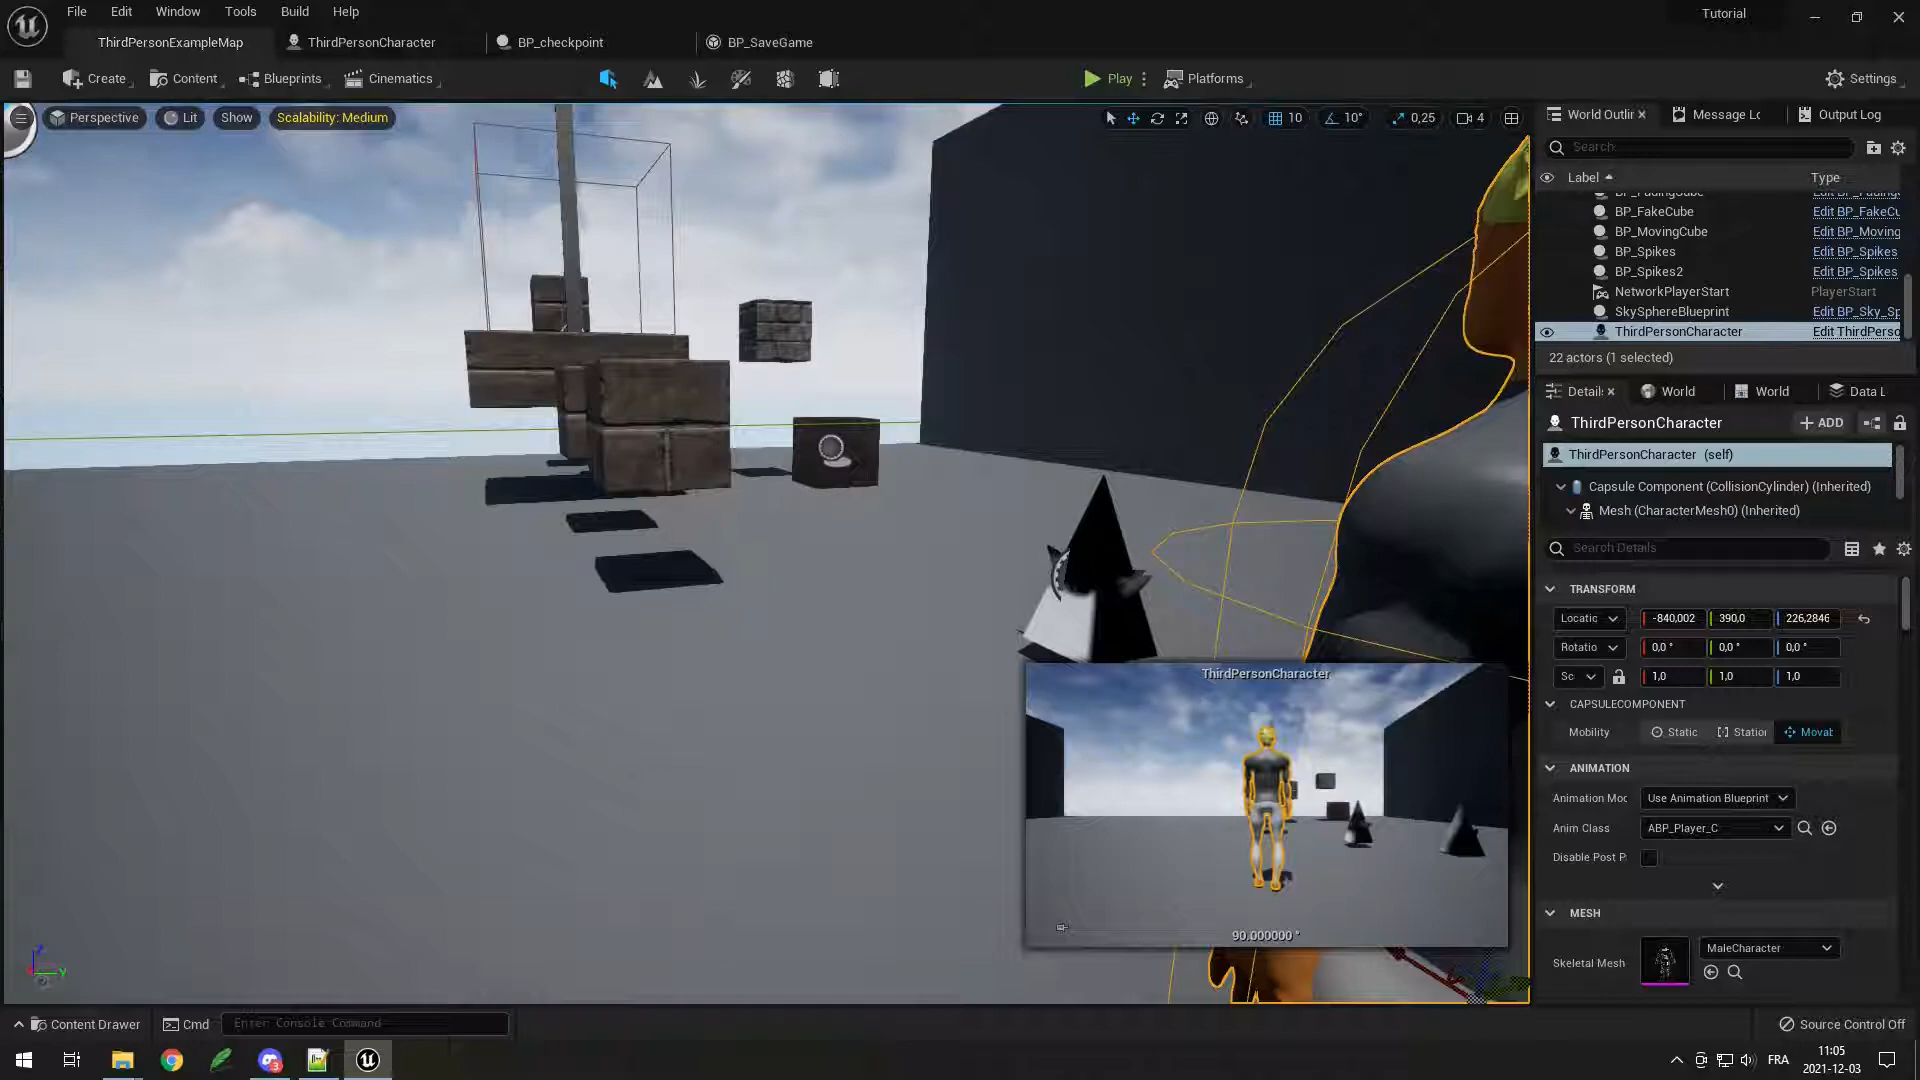 File Edit Window Tools Build Help
Tutorial
ThirdPersonExampleMap ThirdPersonCharacter BP_checkpoint BP_SaveGame
Create Content Blueprints Cinematics Play Platforms Settings
Perspective Lit Show Scalability: Medium 10 10° 0,25 4
World Outlir Message Lc Output Log
Search
Label Type
BP_FakeCube Edit BP_FakeCu
BP_MovingCube Edit BP_Moving
BP_Spikes Edit BP_Spikes
BP_Spikes2 Edit BP_Spikes
NetworkPlayerStart PlayerStart
SkySphereBlueprint Edit BP_Sky_Sp
ThirdPersonCharacter Edit ThirdPerso
22 actors (1 selected)
Details World World Data L
ThirdPersonCharacter + ADD
ThirdPersonCharacter (self)
Capsule Component (CollisionCylinder) (Inherited)
Mesh (CharacterMesh0) (Inherited)
Search Details
TRANSFORM
Locatic -840,002 390,0 226,2846
Rotatio 0,0 ° 0,0 ° 0,0 °
Sc 1,0 1,0 1,0
CAPSULECOMPONENT
Mobility Static Station Movab
ANIMATION
Animation Moc Use Animation Blueprint
Anim Class ABP_Player_C
Disable Post P
MESH
Skeletal Mesh MaleCharacter
ThirdPersonCharacter
90.000000 °
Content Drawer Cmd Enter Console Command Source Control Off
3 FRA 11:05
2021-12-03